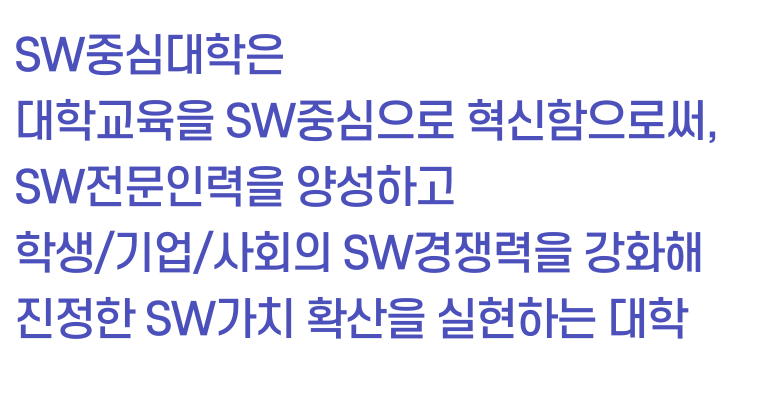 SW중심대학은
대학교육을 SW중심으로 혁신함으로써,
SW전문인력을 양성하고
학생/기업/사회의 SW경쟁력을 강화해
진정한 SW가치 확산을 실현하는 대학